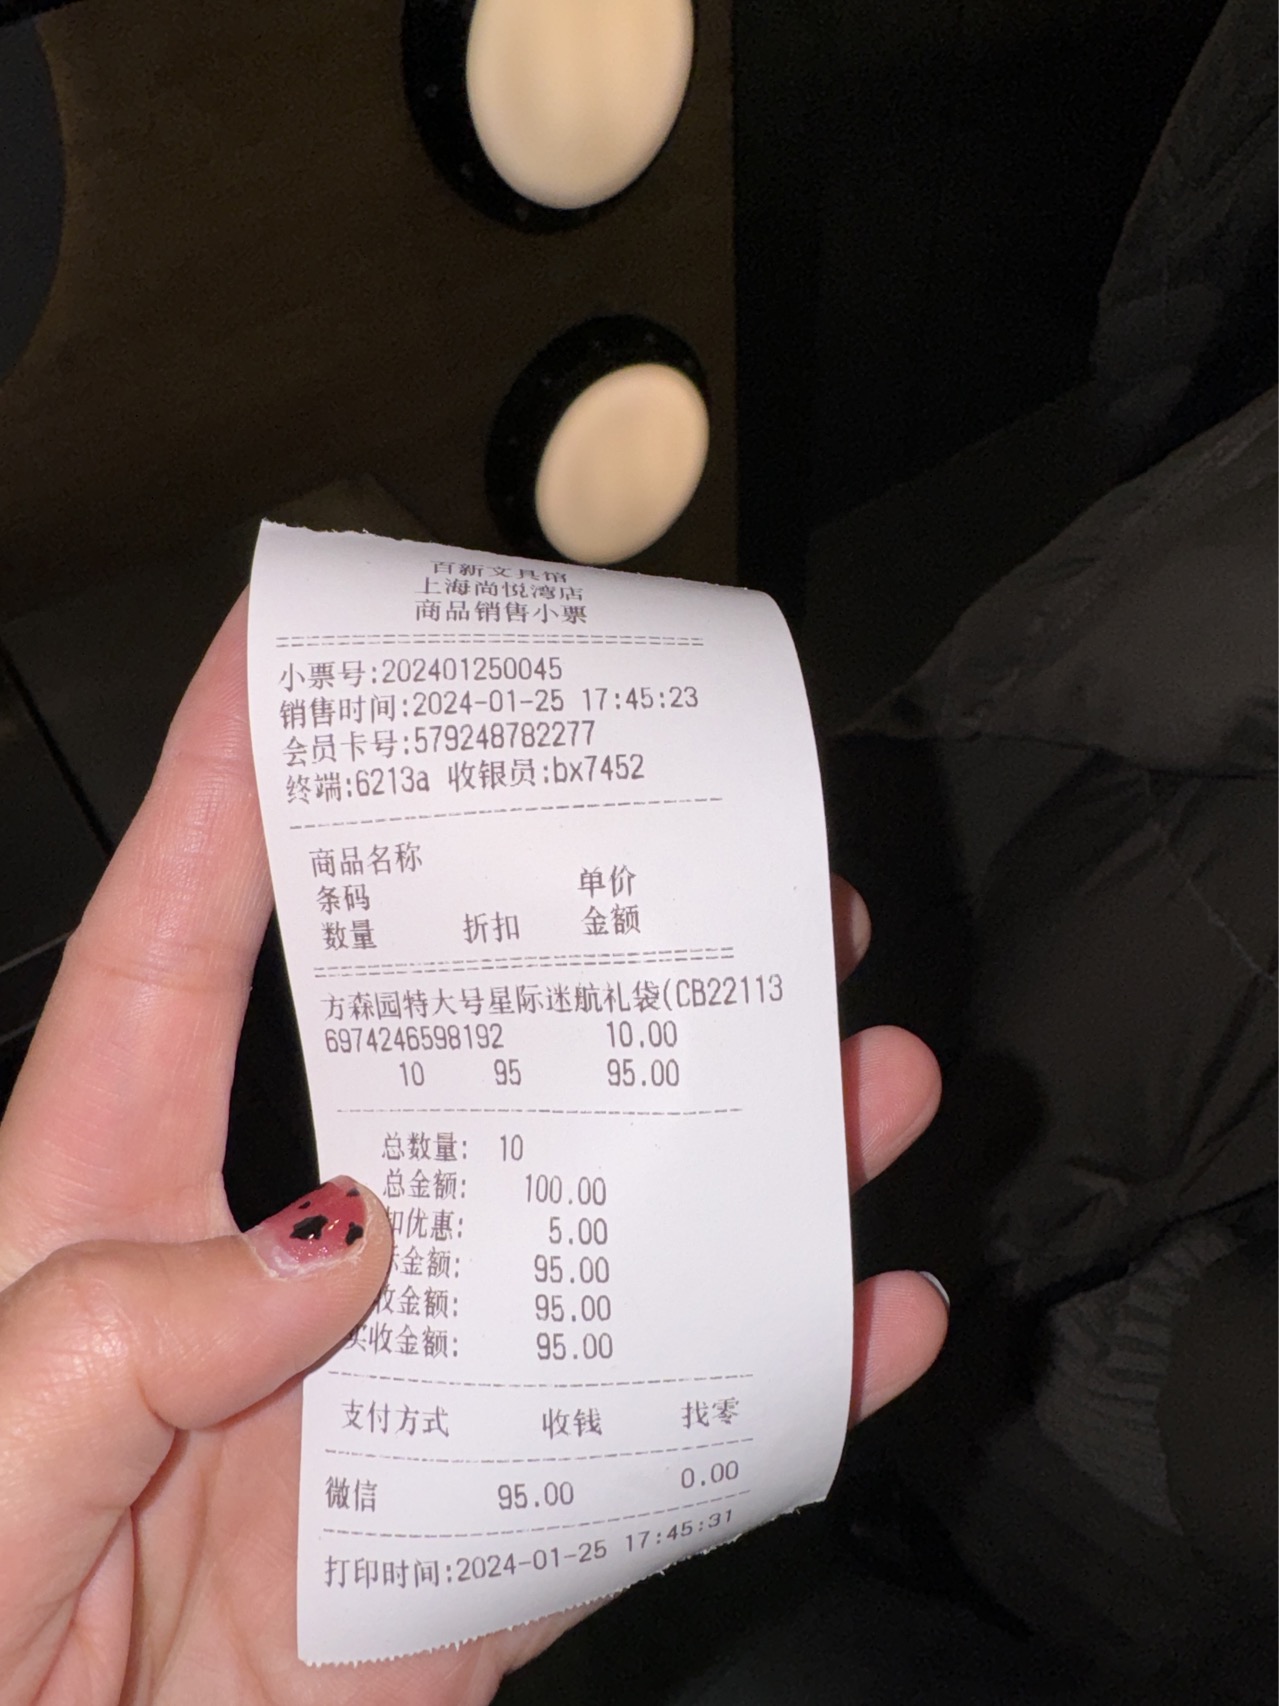 百新文具馆
上海尚悦湾店
商品销售小票
小票号:202401250045
销售时间:2024-01-25 17:45:23
会员卡号:579248782277
终端:6213a 收银员:bx7452
商品名称
条码 单价
数量 折扣 金额
方森园特大号星际迷航礼袋(CB22113
6974246598192 10.00
10 95 95.00
总数量: 10
总金额: 100.00
扣优惠: 5.00
金额: 95.00
收金额: 95.00
实收金额: 95.00
支付方式 收钱 找零
微信 95.00 0.00
打印时间:2024-01-25 17:45:31